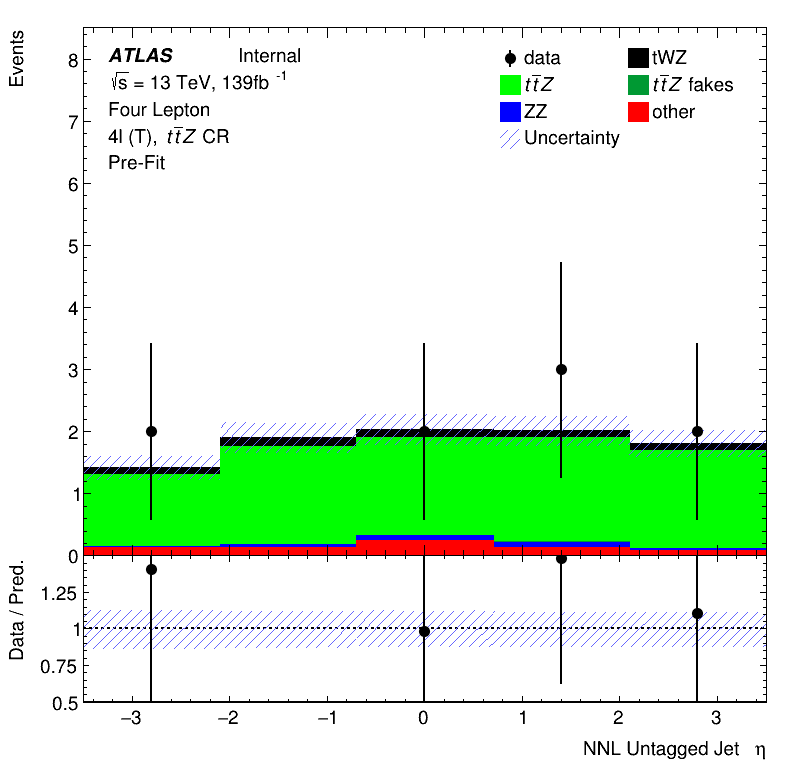 Events
8
7
6
5
4
3
2
1
0
ATLAS Internal
√s = 13 TeV, 139fb⁻¹
Four Lepton
4l (T), tt̅Z CR
Pre-Fit
data
tWZ
tt̅Z
tt̅Z fakes
ZZ
other
Uncertainty
Data / Pred.
1.25
1
0.75
0.5
−3 −2 −1 0 1 2 3
NNL Untagged Jet η